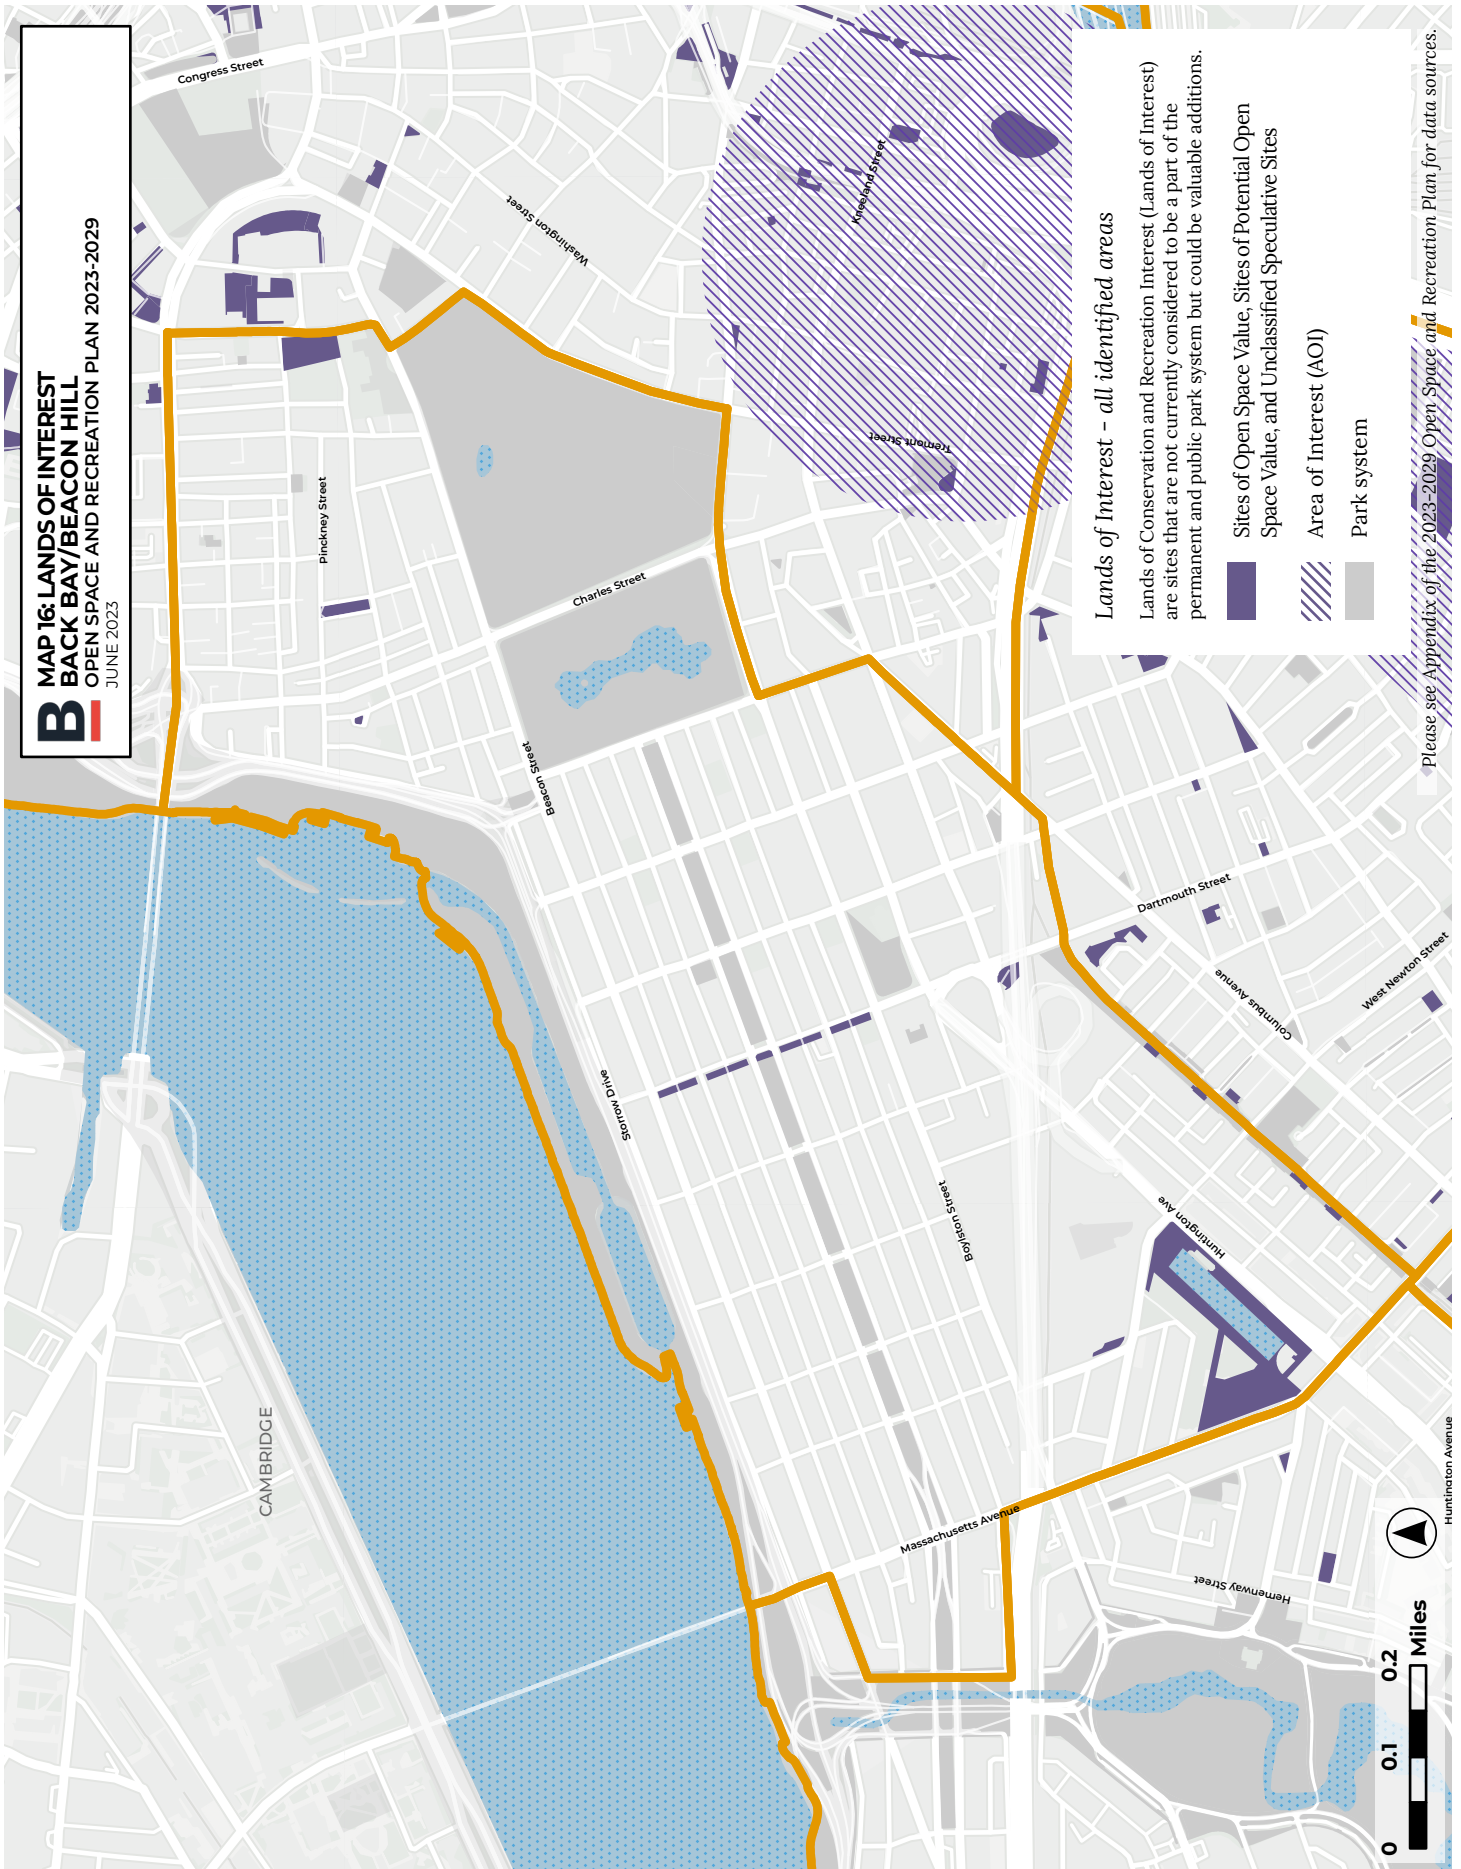 B
MAP 16: LANDS OF INTEREST
BACK BAY/BEACON HILL
OPEN SPACE AND RECREATION PLAN 2023-2029
JUNE 2023
Congress Street
Washington Street
Kneeland Street
Tremont Street
Pinckney Street
Charles Street
Beacon Street
Storrow Drive
Boylston Street
Dartmouth Street
Columbus Avenue
West Newton Street
Huntington Ave
Massachusetts Avenue
Hemenway Street
Huntington Avenue
CAMBRIDGE
Lands of Interest - all identified areas
Lands of Conservation and Recreation Interest (Lands of Interest)
are sites that are not currently considered to be a part of the
permanent and public park system but could be valuable additions.
Sites of Open Space Value, Sites of Potential Open
Space Value, and Unclassified Speculative Sites
Area of Interest (AOI)
Park system
Please see Appendix of the 2023-2029 Open Space and Recreation Plan for data sources.
0 0.1 0.2
Miles